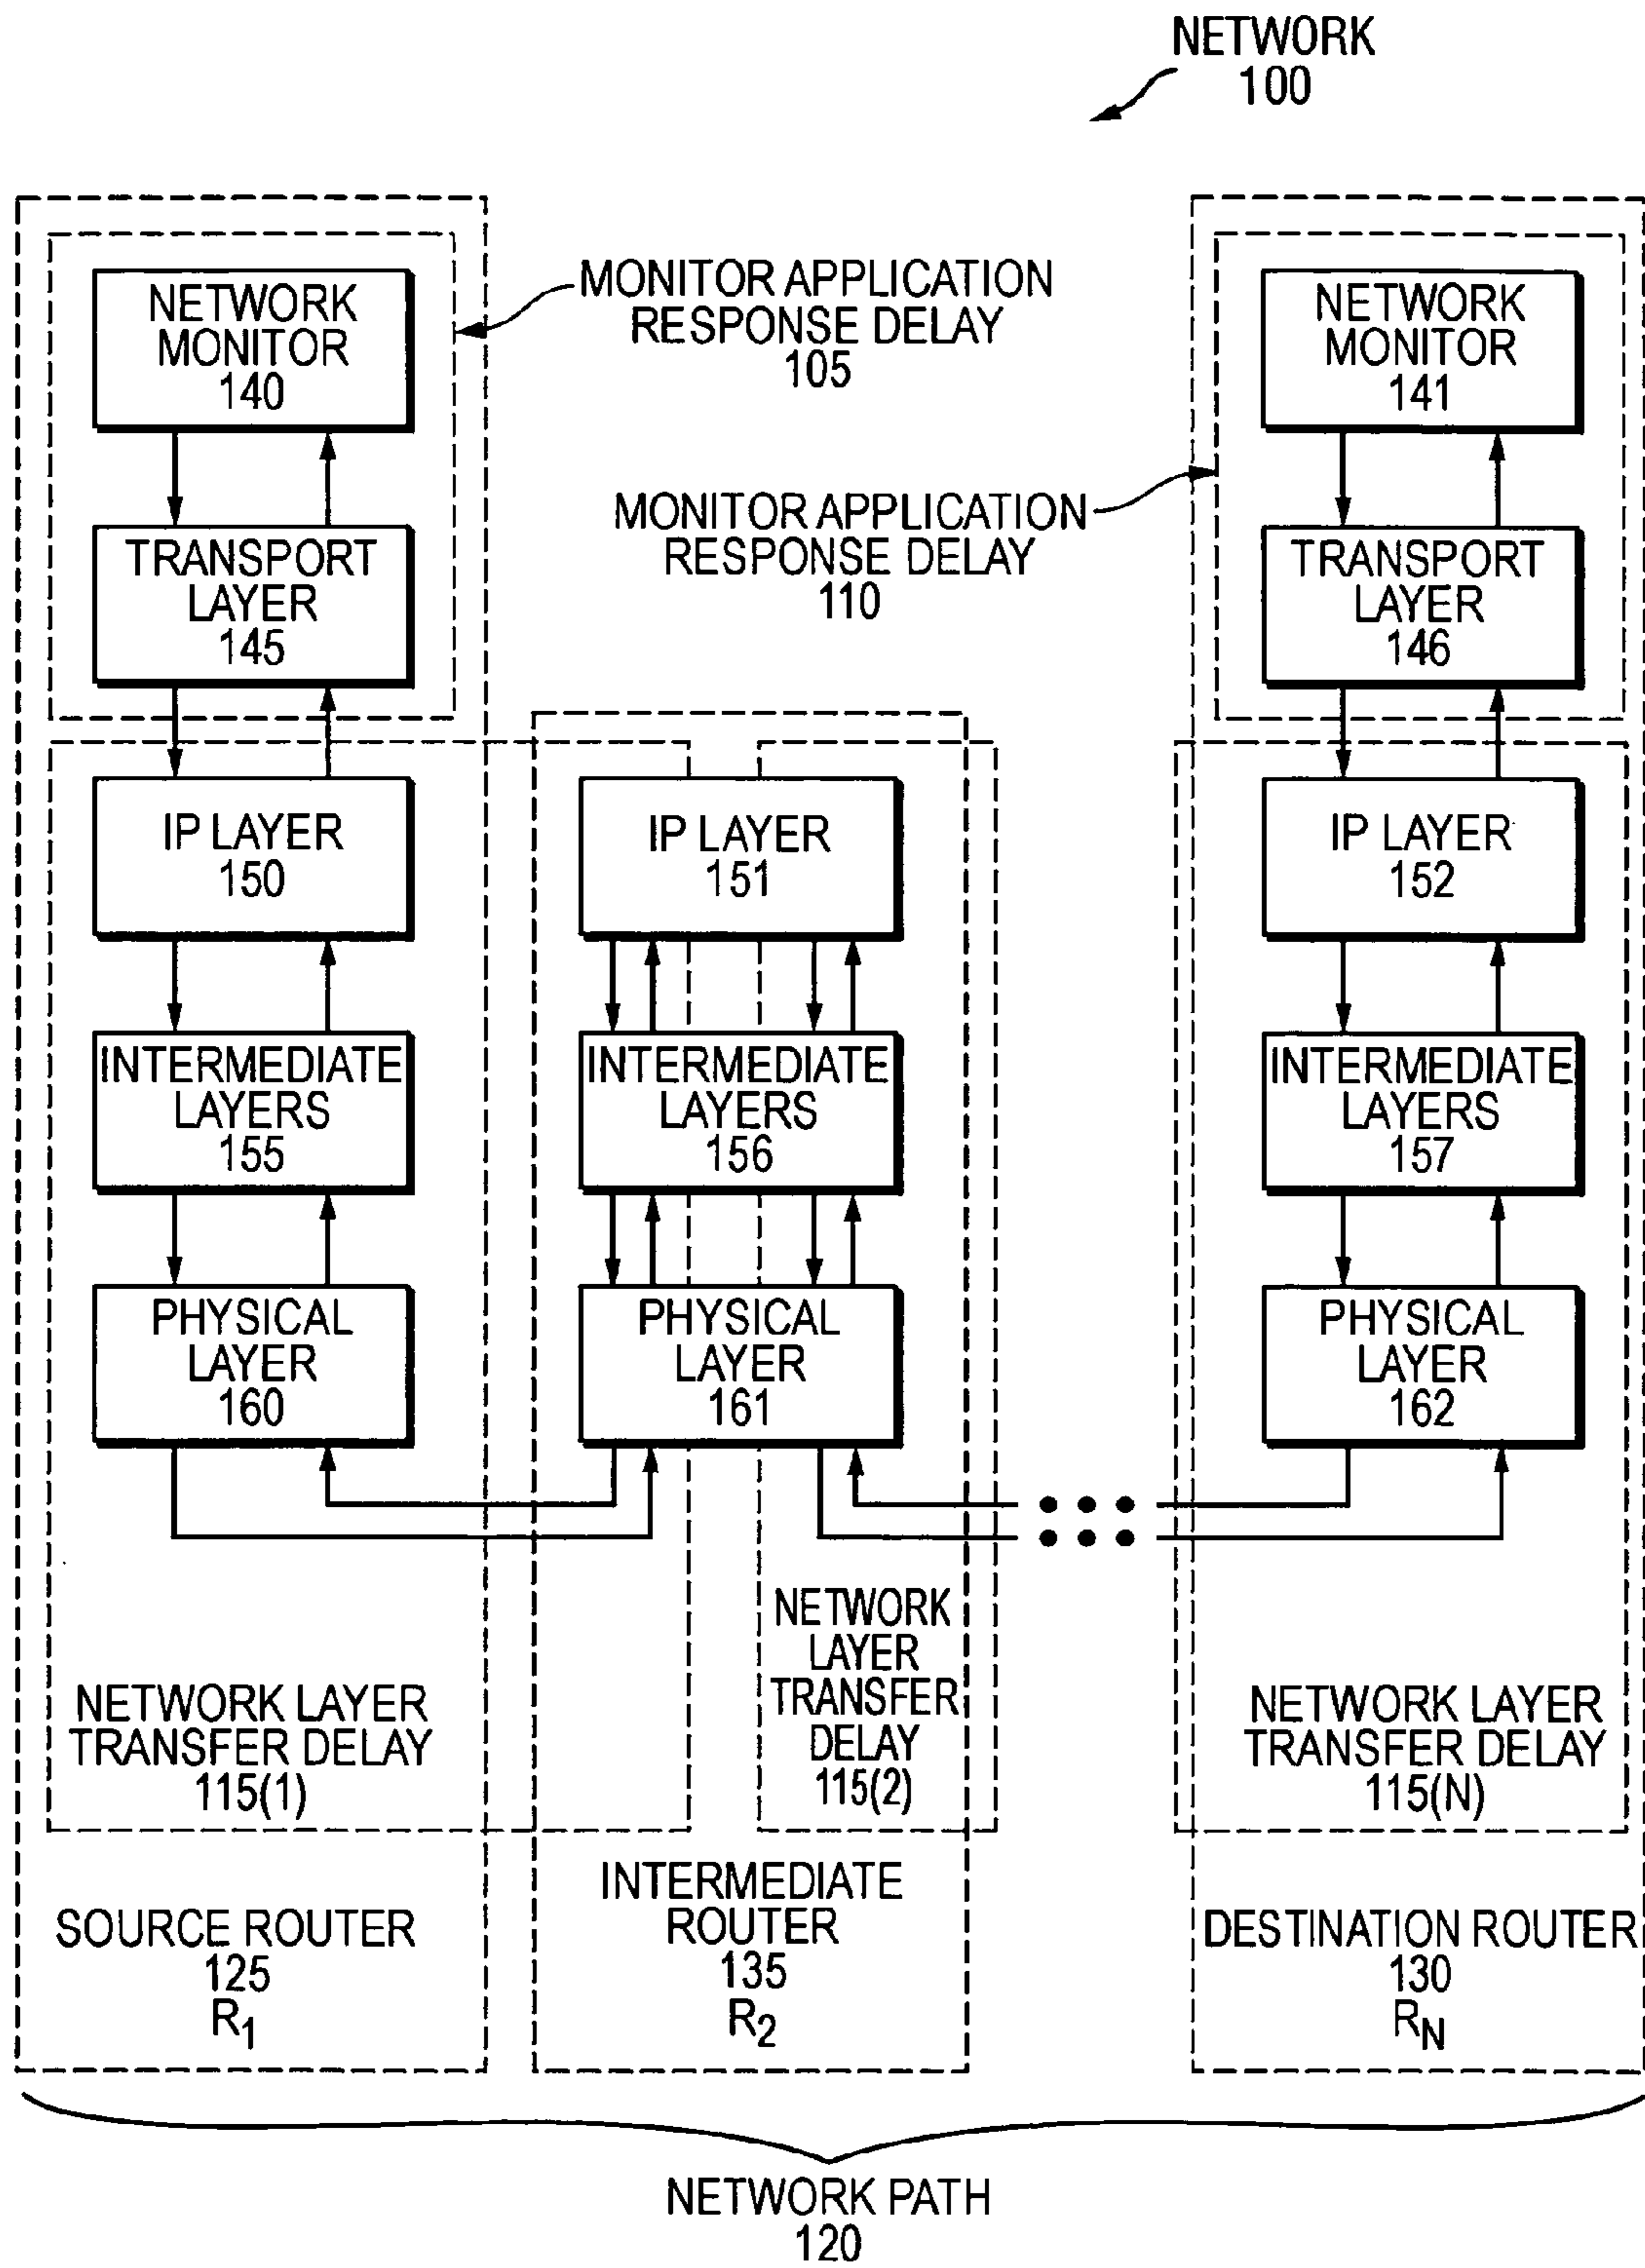 NETWORK
100
MONITOR APPLICATION
RESPONSE DELAY
105
NETWORK
MONITOR
140
NETWORK
MONITOR
141
MONITOR APPLICATION
RESPONSE DELAY
110
TRANSPORT
LAYER
145
TRANSPORT
LAYER
146
IP LAYER
150
IP LAYER
151
IP LAYER
152
INTERMEDIATE
LAYERS
155
INTERMEDIATE
LAYERS
156
INTERMEDIATE
LAYERS
157
PHYSICAL
LAYER
160
PHYSICAL
LAYER
161
PHYSICAL
LAYER
162
NETWORK LAYER
TRANSFER DELAY
115(1)
NETWORK
LAYER
TRANSFER
DELAY
115(2)
NETWORK LAYER
TRANSFER DELAY
115(N)
SOURCE ROUTER
125
R1
INTERMEDIATE
ROUTER
135
R2
DESTINATION ROUTER
130
RN
NETWORK PATH
120